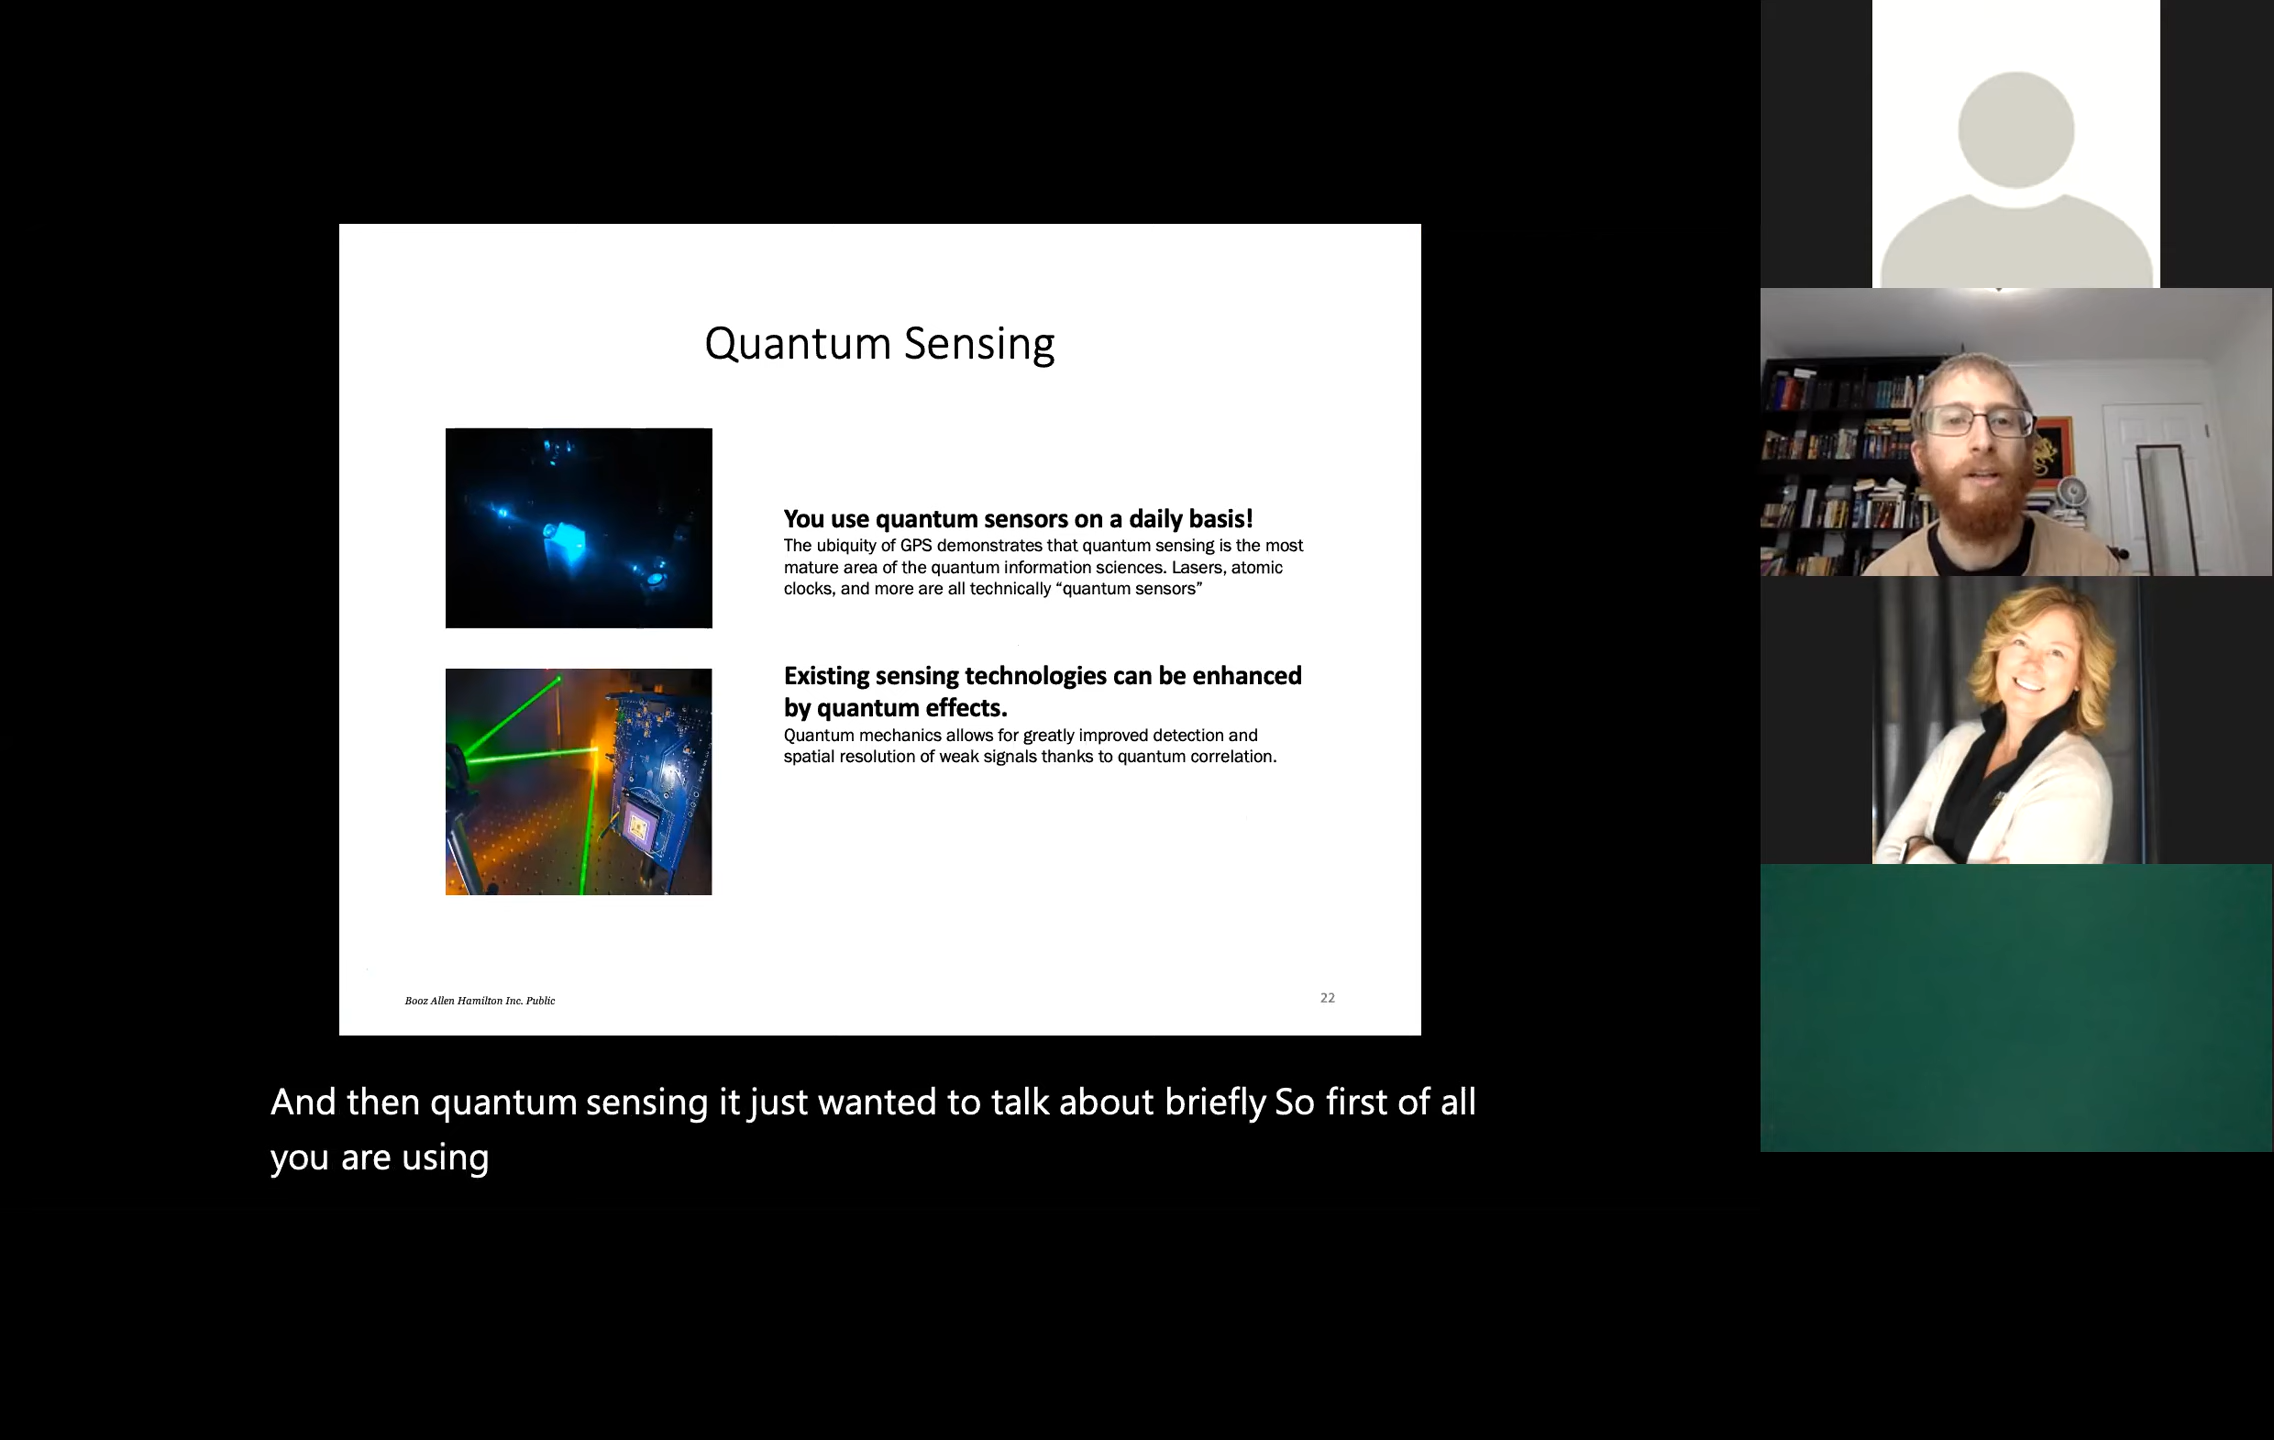 Quantum Sensing
You use quantum sensors on a daily basis!
The ubiquity of GPS demonstrates that quantum sensing is the most
mature area of the quantum information sciences. Lasers, atomic
clocks, and more are all technically “quantum sensors”
Existing sensing technologies can be enhanced
by quantum effects.
Quantum mechanics allows for greatly improved detection and
spatial resolution of weak signals thanks to quantum correlation.
Booz Allen Hamilton Inc. Public
22
And then quantum sensing it just wanted to talk about briefly So first of all
you are using